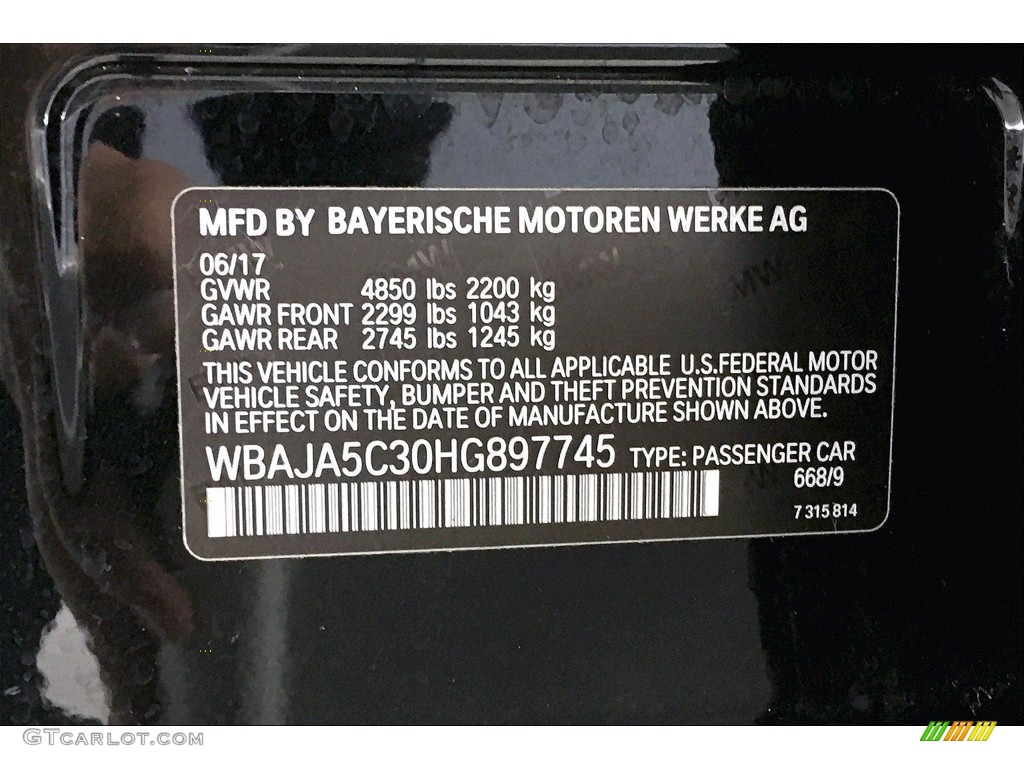 MFD BY BAYERISCHE MOTOREN WERKE AG
06/17
GVWR 4850 lbs 2200 kg
GAWR FRONT 2299 lbs 1043 kg
GAWR REAR 2745 lbs 1245 kg
THIS VEHICLE CONFORMS TO ALL APPLICABLE U.S.FEDERAL MOTOR
VEHICLE SAFETY, BUMPER AND THEFT PREVENTION STANDARDS
IN EFFECT ON THE DATE OF MANUFACTURE SHOWN ABOVE.
WBAJA5C30HG897745 TYPE: PASSENGER CAR
668/9
7 315 814
GTcarlot.com